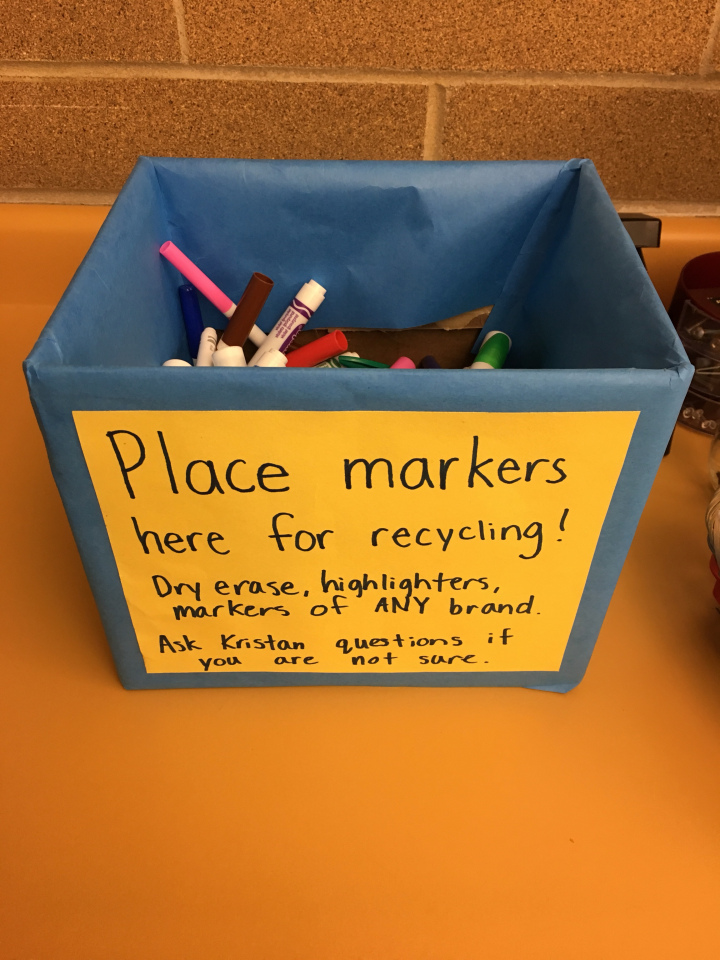 Place markers
here for recycling!
Dry erase, highlighters,
markers of ANY brand.
Ask Kristan questions if
you are not sure.